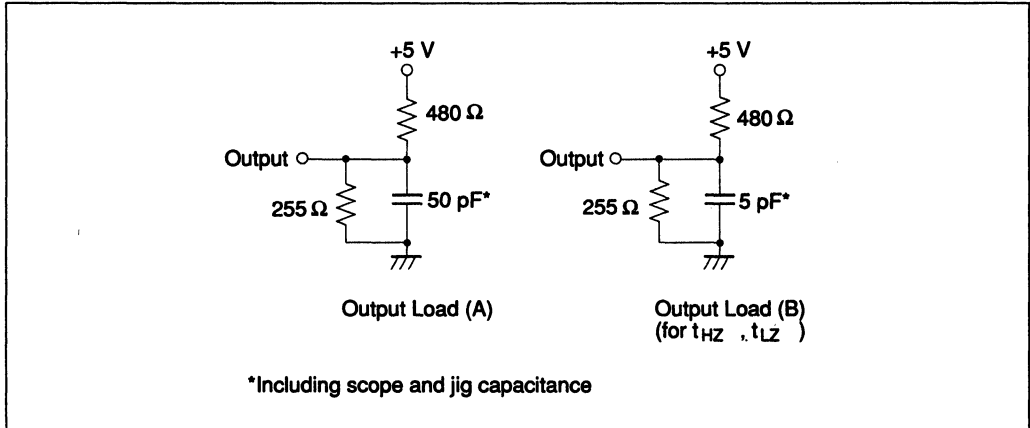 +5 V
480 Ω
Output
255 Ω
50 pF*
Output Load (A)
+5 V
480 Ω
Output
255 Ω
5 pF*
Output Load (B)
(for tHZ , tLZ )
*Including scope and jig capacitance